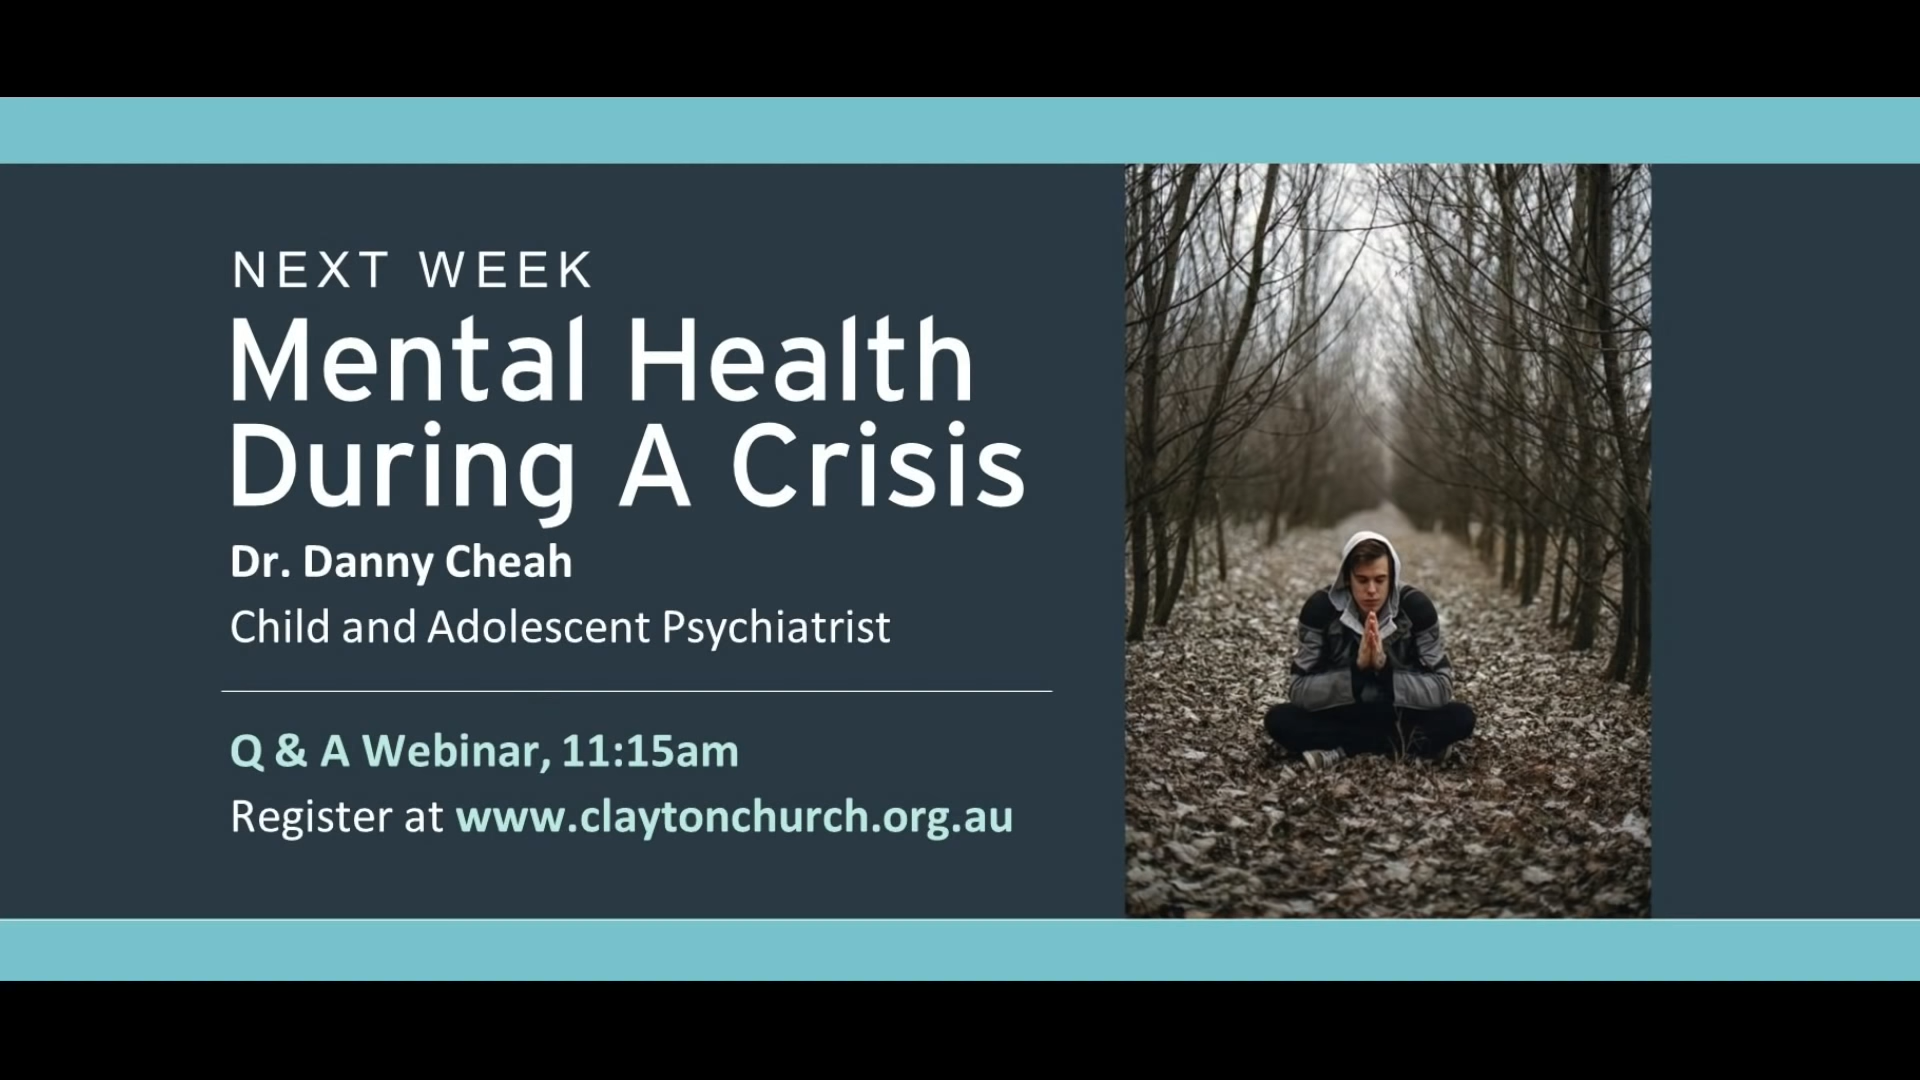 NEXT WEEK
Mental Health
During A Crisis
Dr. Danny Cheah
Child and Adolescent Psychiatrist
Q & A Webinar, 11:15am
Register at www.claytonchurch.org.au